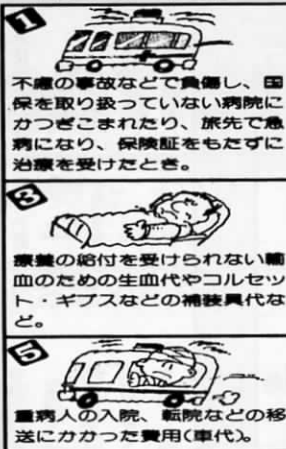 1
不慮の事故などで負傷し、国
保を取り扱っていない病院に
かつぎこまれたり、旅先で急
病になり、保険証をもたずに
治療を受けたとき。
3
療養の給付を受けられない輸
血のための生血代やコルセッ
ト・ギプスなどの補装具代な
ど。
5
重病人の入院、転院などの移
送にかかった費用(車代)。